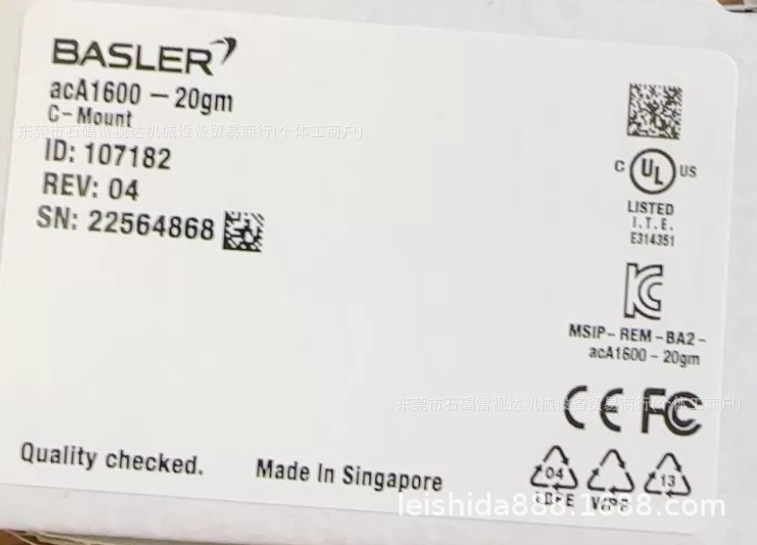 BASLER
acA1600 - 20gm
C-Mount
东莞市石碣雷视达机械设备贸易商行(个体工商户)
ID: 107182
REV: 04
SN: 22564868
C UL US
LISTED
I.T.E.
E314351
MSIP- REM -BA2-
acA1600 - 20gm
东莞市石碣雷视达机械设备贸易商行(个体工商户)
CE FC
Quality checked.
Made In Singapore
04
13
leishida888.1688.com